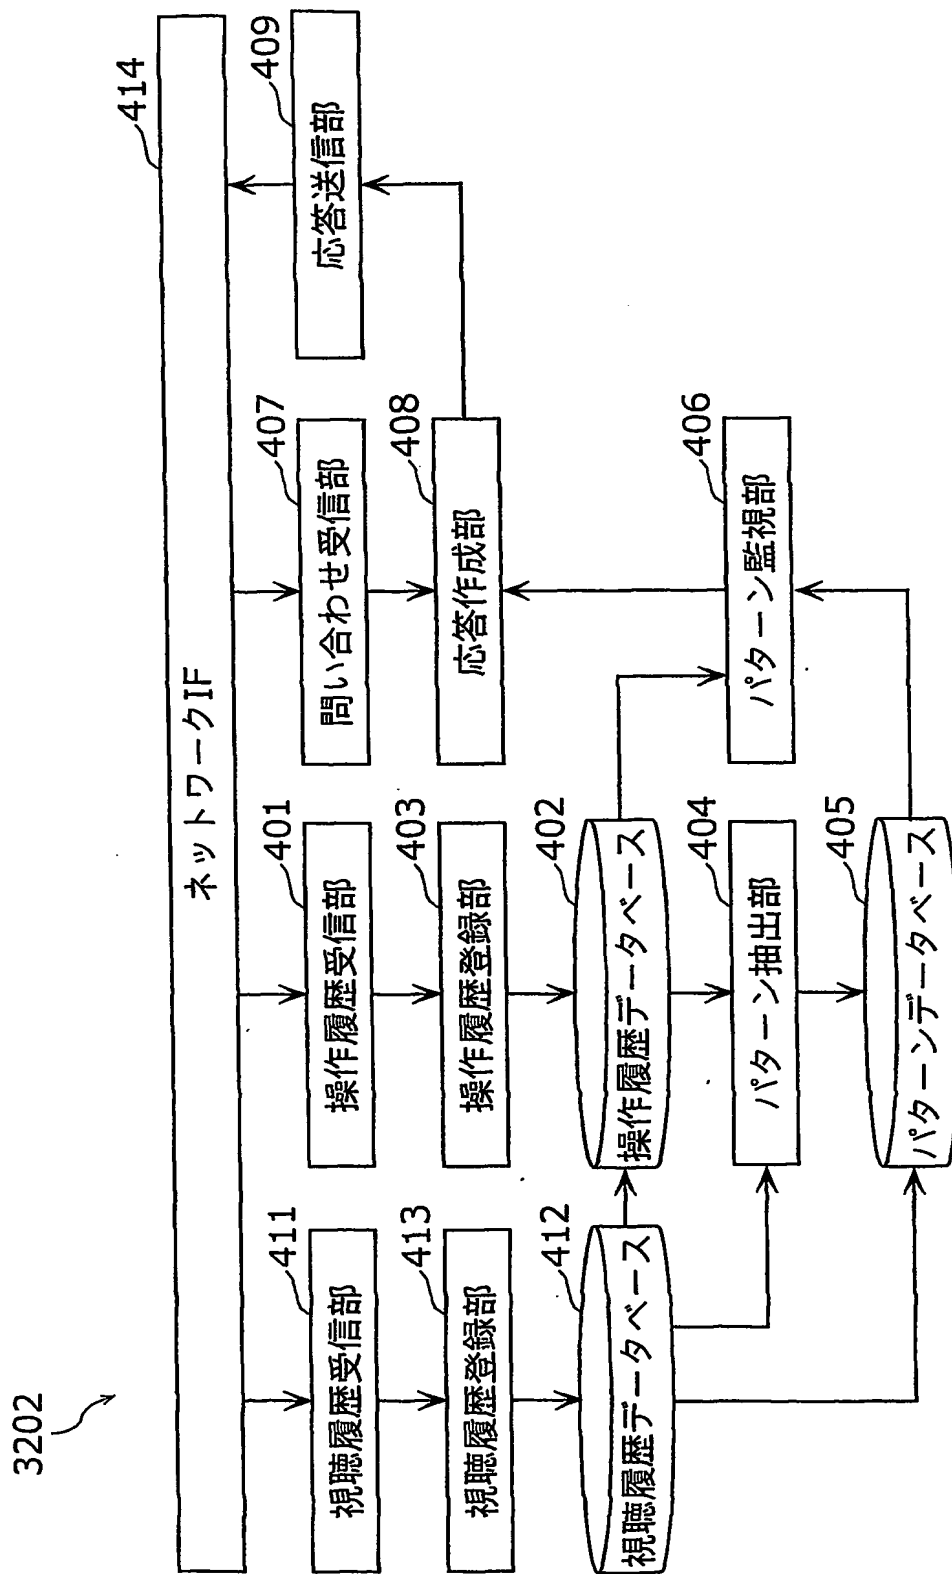 3202
414
ネットワークIF
411
視聴履歴受信部
401
操作履歴受信部
407
問い合わせ受信部
409
応答送信部
413
視聴履歴登録部
403
操作履歴登録部
408
応答作成部
412
視聴履歴データベース
402
操作履歴データベース
404
パターン抽出部
406
パターン監視部
405
パターンデータベース